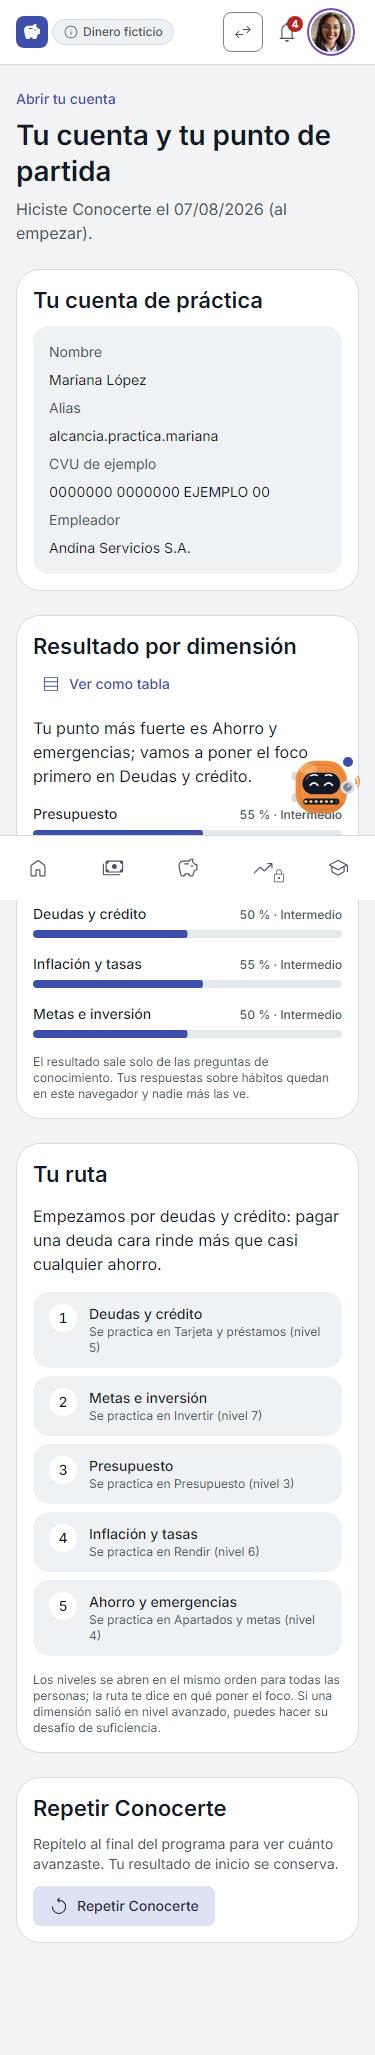 Dinero ficticio
4
Abrir tu cuenta
Tu cuenta y tu punto de
partida
Hiciste Conocerte el 07/08/2026 (al
empezar).
Tu cuenta de práctica
Nombre
Mariana López
Alias
alcancia.practica.mariana
CVU de ejemplo
0000000 0000000 EJEMPLO 00
Empleador
Andina Servicios S.A.
Resultado por dimensión
Ver como tabla
Tu punto más fuerte es Ahorro y
emergencias; vamos a poner el foco
primero en Deudas y crédito.
Presupuesto 55 % · Intermedio
Deudas y crédito 50 % · Intermedio
Inflación y tasas 55 % · Intermedio
Metas e inversión 50 % · Intermedio
El resultado sale solo de las preguntas de
conocimiento. Tus respuestas sobre hábitos quedan
en este navegador y nadie más las ve.
Tu ruta
Empezamos por deudas y crédito: pagar
una deuda cara rinde más que casi
cualquier ahorro.
1 Deudas y crédito
Se practica en Tarjeta y préstamos (nivel
5)
2 Metas e inversión
Se practica en Invertir (nivel 7)
3 Presupuesto
Se practica en Presupuesto (nivel 3)
4 Inflación y tasas
Se practica en Rendir (nivel 6)
5 Ahorro y emergencias
Se practica en Apartados y metas (nivel
4)
Los niveles se abren en el mismo orden para todas las
personas; la ruta te dice en qué poner el foco. Si una
dimensión salió en nivel avanzado, puedes hacer su
desafío de suficiencia.
Repetir Conocerte
Repítelo al final del programa para ver cuánto
avanzaste. Tu resultado de inicio se conserva.
Repetir Conocerte